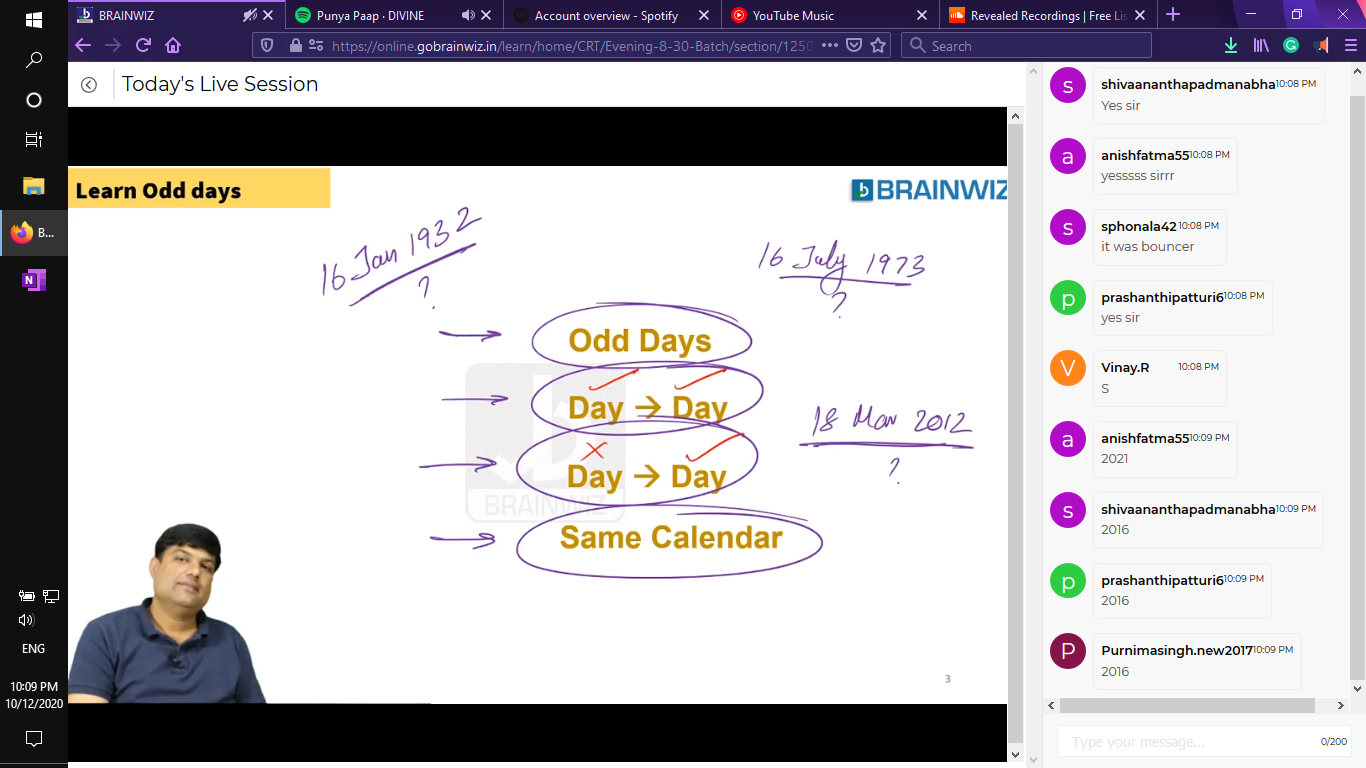 BRAINWIZ
Punya Paap · DIVINE
Account overview - Spotify
YouTube Music
Revealed Recordings | Free Lis
https://online.gobrainwiz.in/learn/home/CRT/Evening-8-30-Batch/section/1250
Search
Today's Live Session
Learn Odd days
BRAINWIZ
16 Jan 1932
?
16 July 1973
?
Odd Days
Day → Day
Day → Day
BRAINWIZ
Same Calendar
18 Mar 2012
?
3
shivaananthapadmanabha 10:08 PM
Yes sir
anishfatma55 10:08 PM
yesssss sirrr
sphonala42 10:08 PM
it was bouncer
prashanthipatturi6 10:08 PM
yes sir
Vinay.R 10:08 PM
S
anishfatma55 10:09 PM
2021
shivaananthapadmanabha 10:09 PM
2016
prashanthipatturi6 10:09 PM
2016
Purnimasingh.new2017 10:09 PM
2016
Type your message...
0/200
s
a
s
p
V
a
s
p
P
B...
N
ENG
10:09 PM
10/12/2020